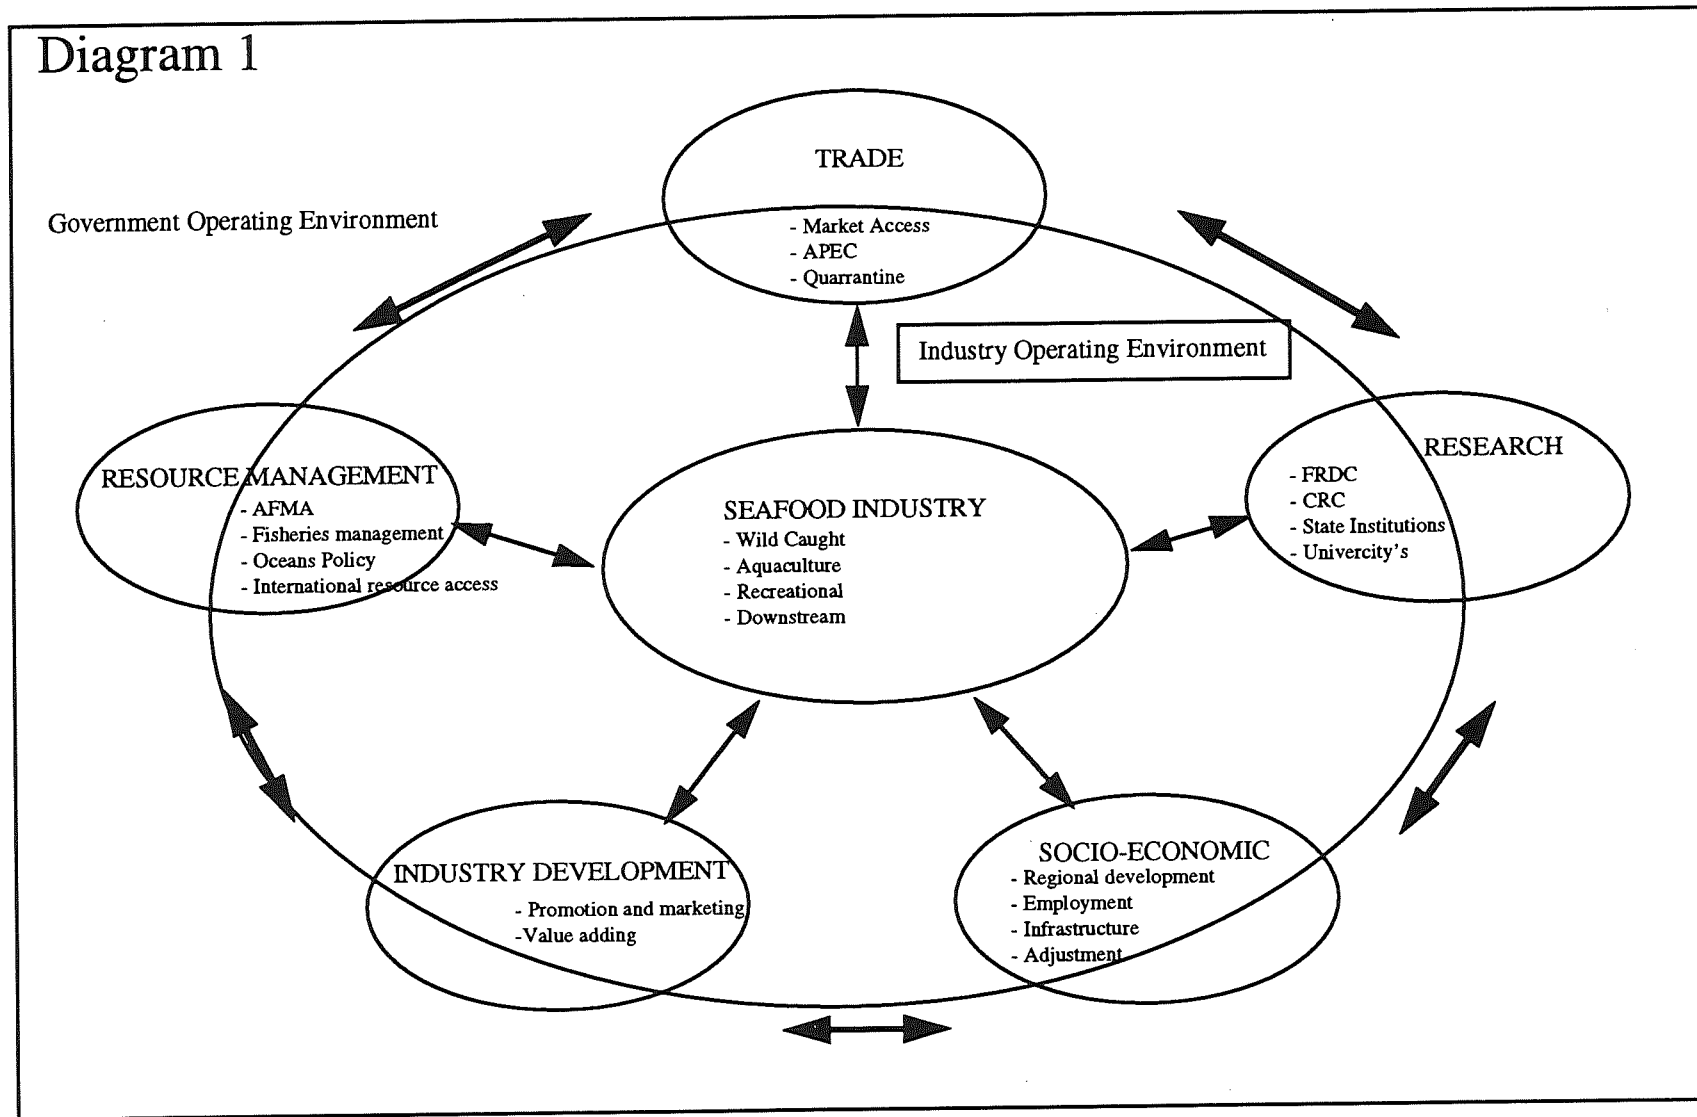 Diagram 1
Government Operating Environment
TRADE
- Market Access
- APEC
- Quarrantine
Industry Operating Environment
RESOURCE MANAGEMENT
- AFMA
- Fisheries management
- Oceans Policy
- International resource access
SEAFOOD INDUSTRY
- Wild Caught
- Aquaculture
- Recreational
- Downstream
RESEARCH
- FRDC
- CRC
- State Institutions
- Univercity's
INDUSTRY DEVELOPMENT
- Promotion and marketing
-Value adding
SOCIO-ECONOMIC
- Regional development
- Employment
- Infrastructure
- Adjustment